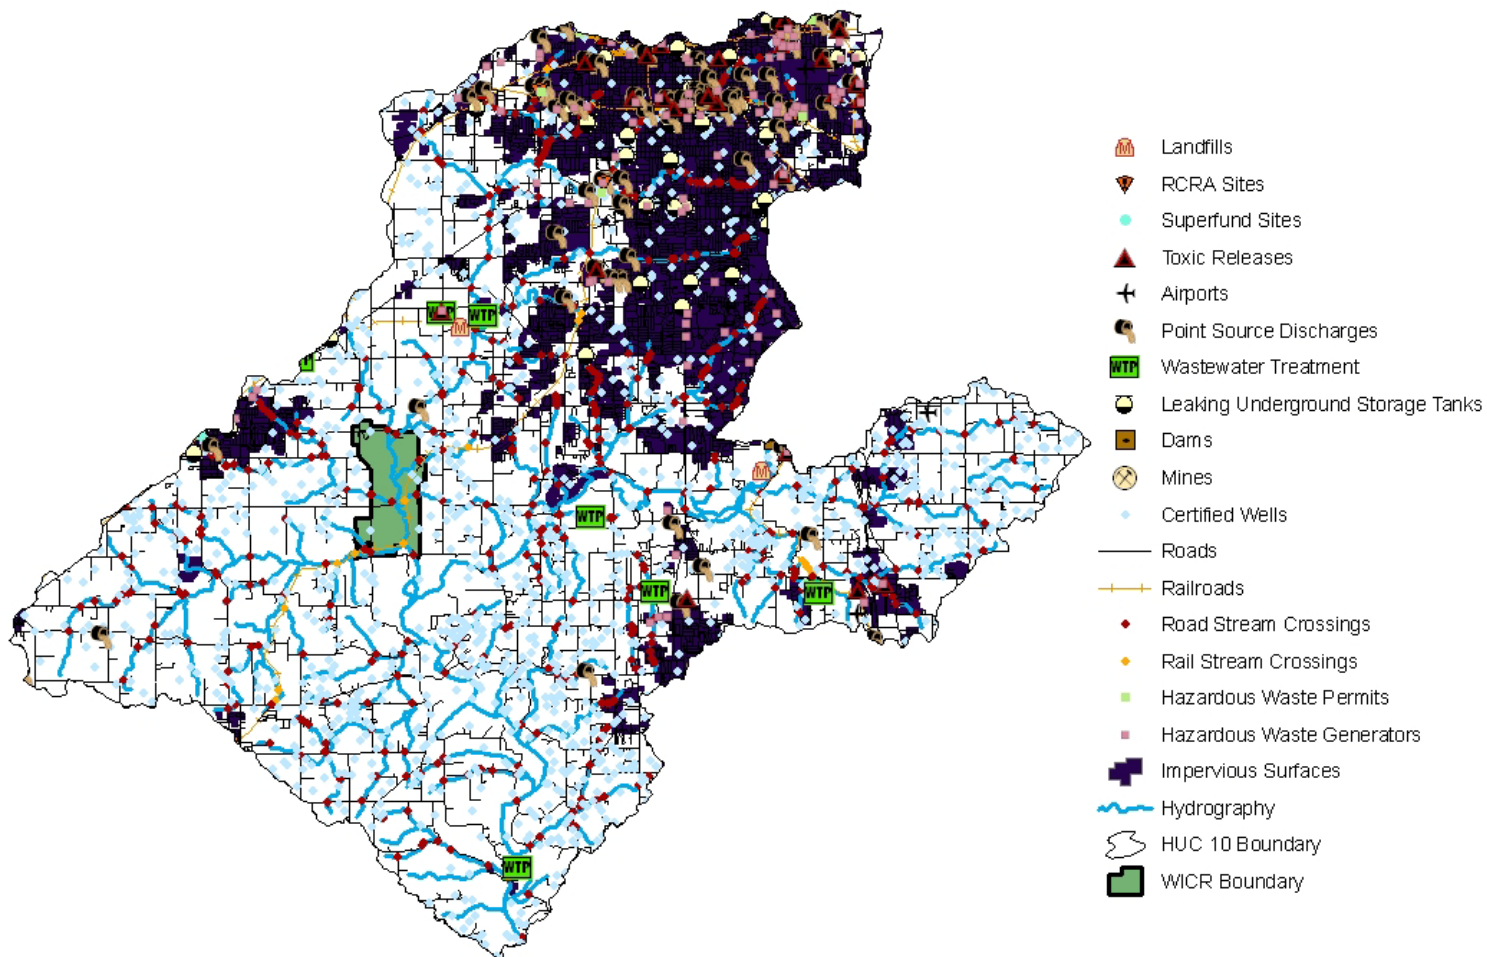 Landfills
RCRA Sites
Superfund Sites
Toxic Releases
Airports
Point Source Discharges
WTP Wastewater Treatment
Leaking Underground Storage Tanks
Dams
Mines
Certified Wells
Roads
Railroads
Road Stream Crossings
Rail Stream Crossings
Hazardous Waste Permits
Hazardous Waste Generators
Impervious Surfaces
Hydrography
HUC 10 Boundary
WICR Boundary
WTP
WTP
WTP
WTP
WTP